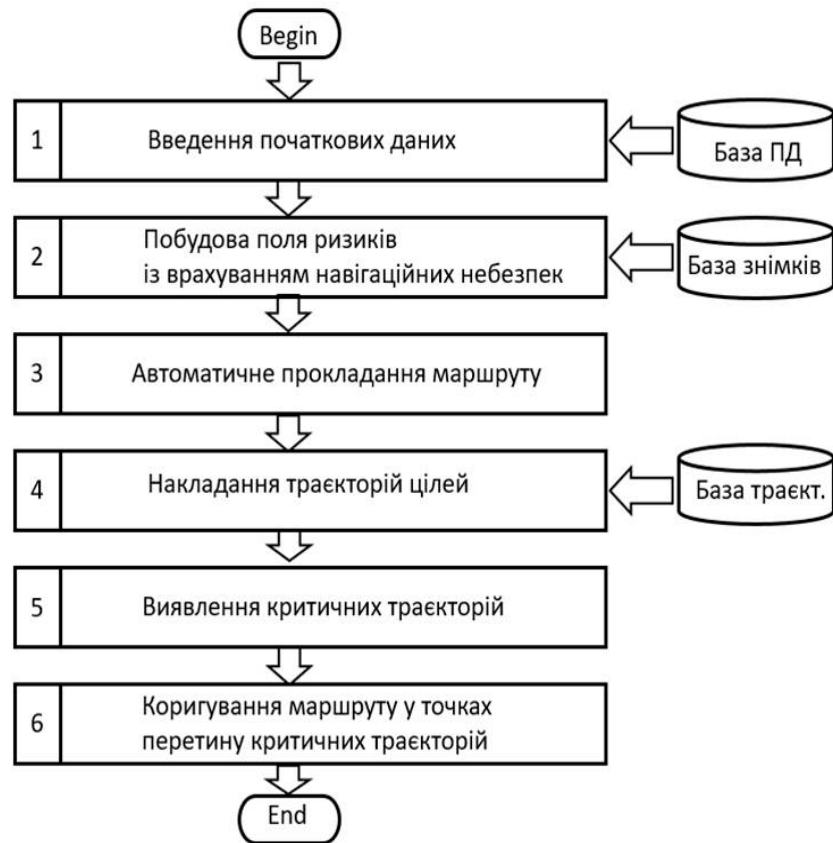 Begin
1
Введення початкових даних
База ПД
2
Побудова поля ризиків
із врахуванням навігаційних небезпек
База знімків
3
Автоматичне прокладання маршруту
4
Накладання траєкторій цілей
База траєкт.
5
Виявлення критичних траєкторій
6
Коригування маршруту у точках
перетину критичних траєкторій
End